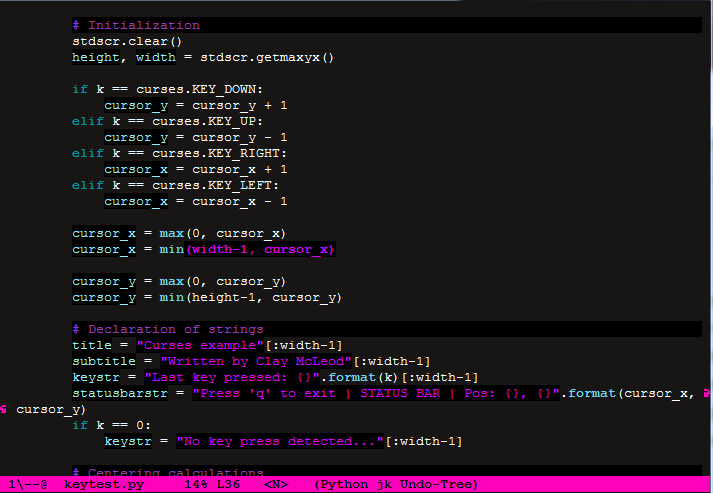 # Initialization
stdscr.clear()
height, width = stdscr.getmaxyx()
if k == curses.KEY_DOWN:
cursor_y = cursor_y + 1
elif k == curses.KEY_UP:
cursor_y = cursor_y - 1
elif k == curses.KEY_RIGHT:
cursor_x = cursor_x + 1
elif k == curses.KEY_LEFT:
cursor_x = cursor_x - 1
cursor_x = max(0, cursor_x)
cursor_x = min(width-1, cursor_x)
cursor_y = max(0, cursor_y)
cursor_y = min(height-1, cursor_y)
# Declaration of strings
title = "Curses example"[:width-1]
subtitle = "Written by Clay McLeod"[:width-1]
keystr = "Last key pressed: {}".format(k)[:width-1]
statusbarstr = "Press 'q' to exit | STATUS BAR | Pos: {}, {}".format(cursor_x,
cursor_y)
if k == 0:
keystr = "No key press detected..."[:width-1]
# Centering calculations
1\--@ keytest.py 14% L36 <N> (Python jk Undo-Tree)